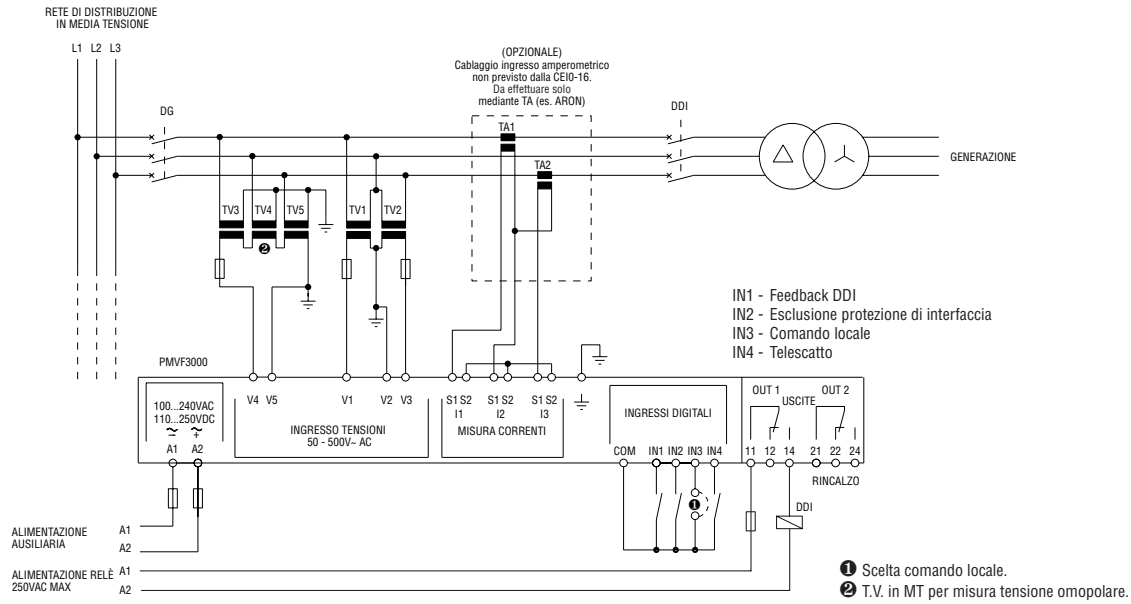 RETE DI DISTRIBUZIONE
IN MEDIA TENSIONE
L1 L2 L3
(OPZIONALE)
Cablaggio ingresso amperometrico
non previsto dalla CEI0-16.
Da effettuare solo
mediante TA (es. ARON)
DG
DDI
TA1
TA2
GENERAZIONE
TV3 TV4 TV5 TV1 TV2
❷
IN1 - Feedback DDI
IN2 - Esclusione protezione di interfaccia
IN3 - Comando locale
IN4 - Telescatto
PMVF3000
100...240VAC
110...250VDC
~ ~
– +
A1 A2
V4 V5 V1 V2 V3
INGRESSO TENSIONI
50 - 500V~ AC
S1 S2 S1 S2 S1 S2
I1 I2 I3
MISURA CORRENTI
INGRESSI DIGITALI
COM IN1 IN2 IN3 IN4
OUT 1 OUT 2
USCITE
11 12 14 21 22 24
RINCALZO
❶
DDI
ALIMENTAZIONE
AUSILIARIA
A1
A2
ALIMENTAZIONE RELÈ
250VAC MAX
A1
A2
❶ Scelta comando locale.
❷ T.V. in MT per misura tensione omopolare.